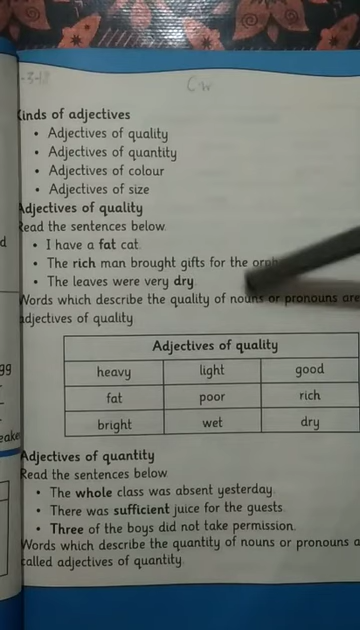 -3-18
CW
Kinds of adjectives
• Adjectives of quality
• Adjectives of quantity
• Adjectives of colour
• Adjectives of size
Adjectives of quality
Read the sentences below
• I have a fat cat.
• The rich man brought gifts for the
• The leaves were very dry.
Words which describe the quality of nouns or pronouns are
adjectives of quality
Adjectives of quality
heavy light good
fat poor rich
bright wet dry
Adjectives of quantity
Read the sentences below
• The whole class was absent yesterday.
• There was sufficient juice for the guests.
• Three of the boys did not take permission.
Words which describe the quantity of nouns or pronouns a
called adjectives of quantity.
d
gg
eake